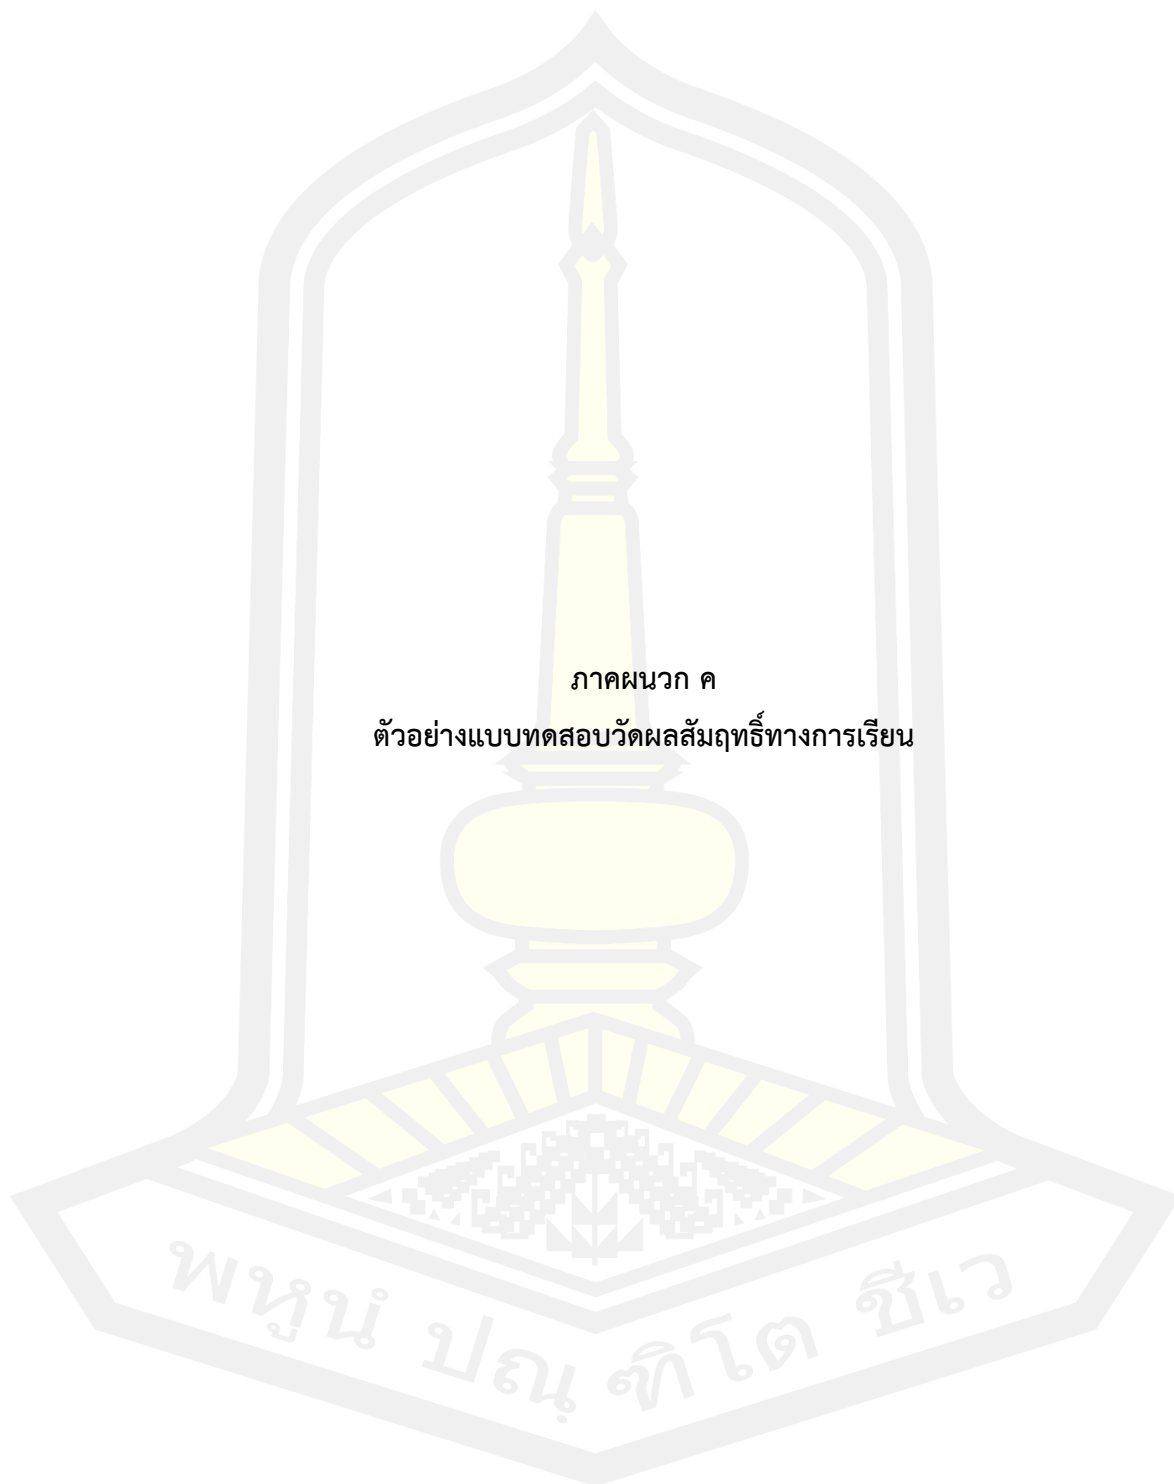 ภาคผนวก ค
ตัวอย่างแบบทดสอบวัดผลสัมฤทธิ์ทางการเรียน
พหูนํ ปณฺฑิโต ชีเว